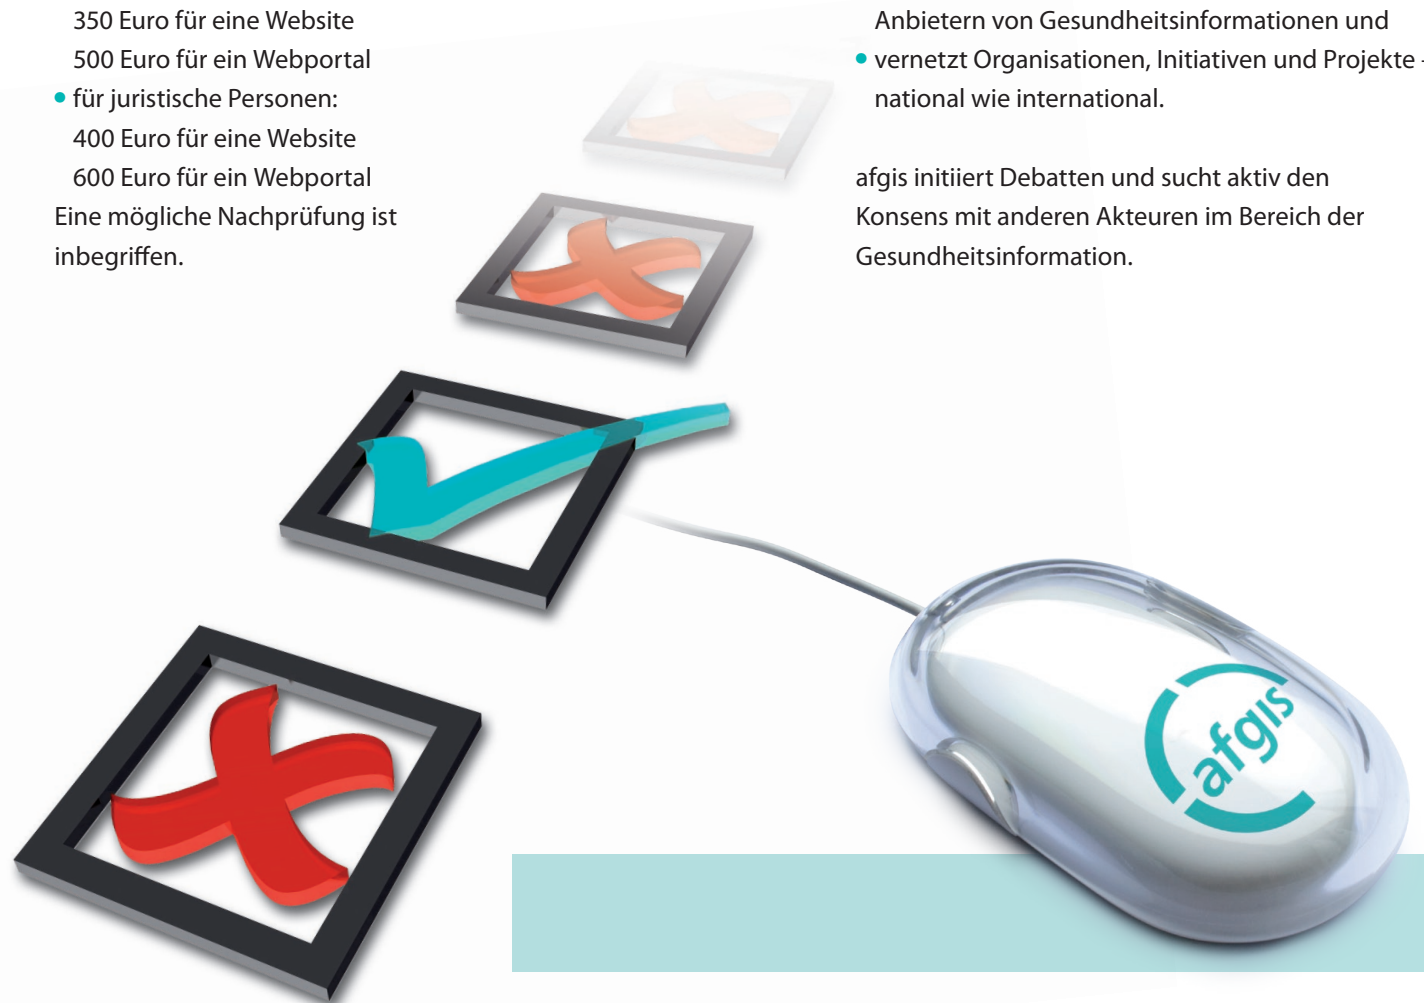 350 Euro für eine Website
500 Euro für ein Webportal
• für juristische Personen:
400 Euro für eine Website
600 Euro für ein Webportal
Eine mögliche Nachprüfung ist
inbegriffen.
Anbietern von Gesundheitsinformationen und
• vernetzt Organisationen, Initiativen und Projekte -
national wie international.
afgis initiiert Debatten und sucht aktiv den
Konsens mit anderen Akteuren im Bereich der
Gesundheitsinformation.
afgis